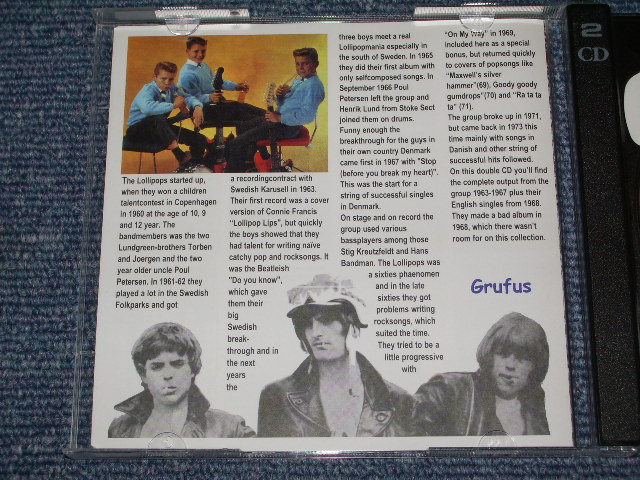 The Lollipops started up,
when they won a children
talentcontest in Copenhagen
in 1960 at the age of 10, 9
and 12 year. The
bandmembers was the two
Lundgreen-brothers Torben
and Joergen and the two
year older uncle Poul
Petersen. In 1961-62 they
played a lot in the Swedish
Folkparks and got
a recordingcontract with
Swedish Karusell in 1963.
Their first record was a cover
version of Connie Francis
"Lollipop Lips", but quickly
the boys showed that they
had talent for writing naïve
catchy pop and rocksongs. It
was the Beatleish
"Do you know",
which gave
them their
big
Swedish
break-
through and in
the next
years
the
three boys meet a real
Lollipopmania especially in
the south of Sweden. In 1965
they did their first album with
only selfcomposed songs. In
September 1966 Poul
Petersen left the group and
Henrik Lund from Stoke Sect
joined them on drums.
Funny enough the
breakthrough for the guys in
their own country Denmark
came first in 1967 with "Stop
(before you break my heart)".
This was the start for a
string of successful singles
in Denmark.
On stage and on record the
group used various
bassplayers among those
Stig Kreutzfeldt and Hans
Bandman. The Lollipops was
a sixties phaenomen
and in the late
sixties they got
problems writing
rocksongs, which
suited the time.
They tried to be a
little progressive
with
"On My Way" in 1969,
included here as a special
bonus, but returned quickly
to covers of popsongs like
"Maxwell's silver
hammer"(69), Goody goody
gumdrops"(70) and "Ra ta ta
ta" (71).
The group broke up in 1971,
but came back in 1973 this
time mainly with songs in
Danish and other string of
successful hits followed.
On this double CD you'll find
the complete output from the
group 1963-1967 plus their
English singles from 1968.
They made a bad album in
1968, which there wasn't
room for on this collection.
Grufus
2
CD